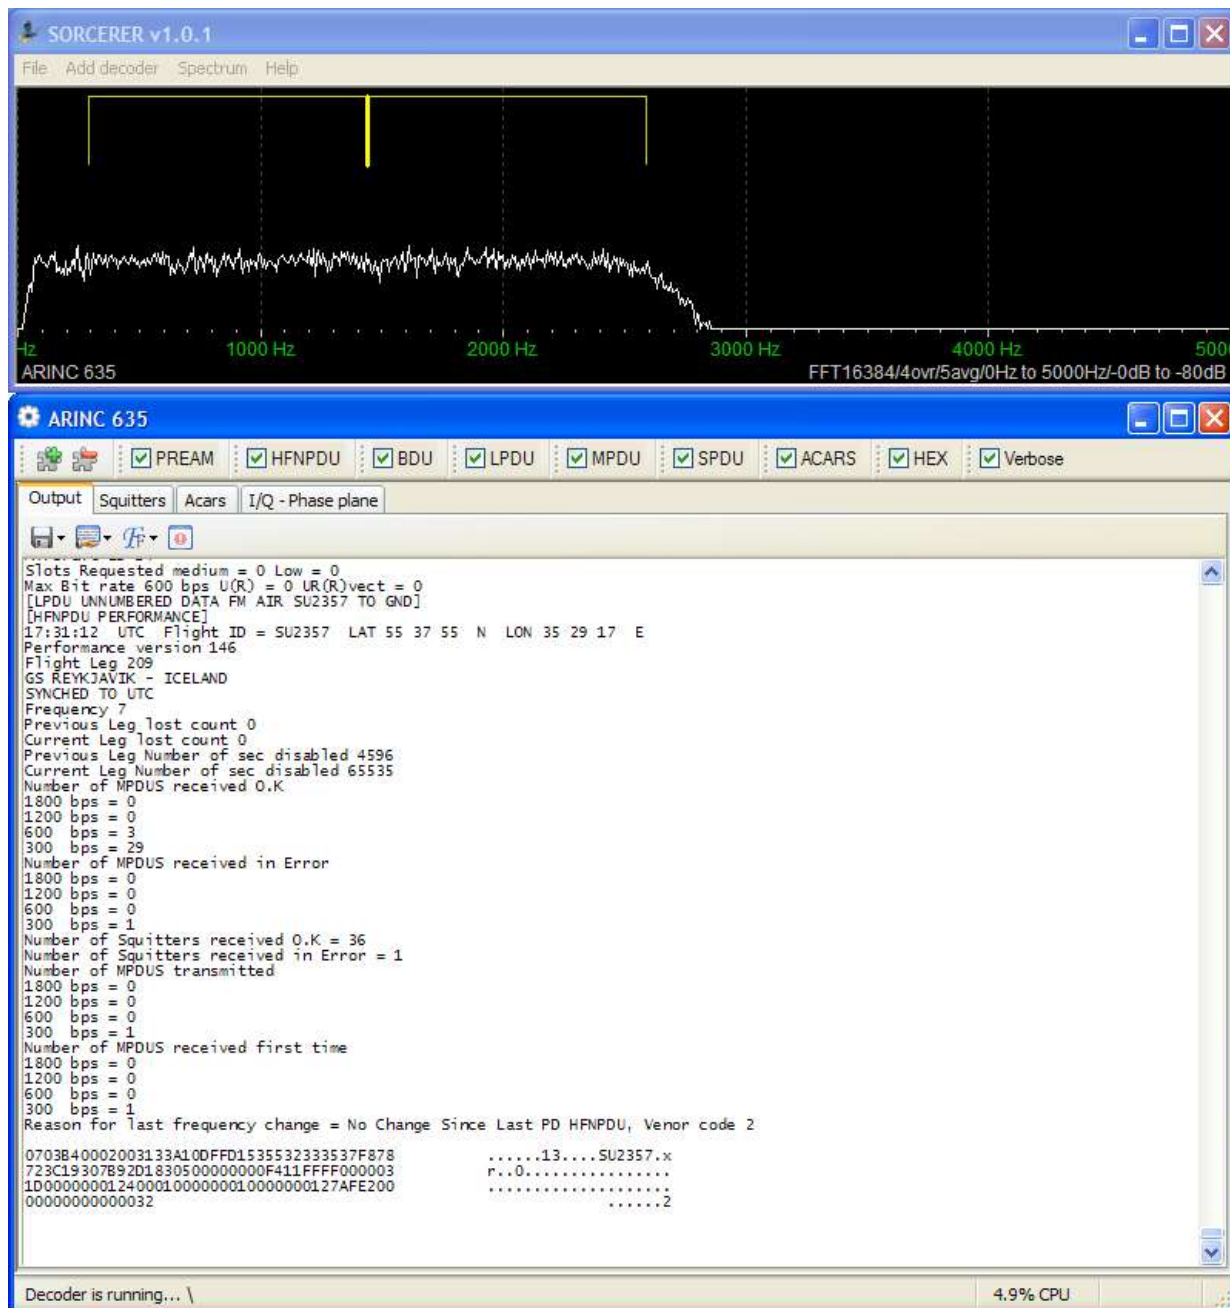 SORCERER v1.0.1
File Add decoder Spectrum Help
Hz 1000 Hz 2000 Hz 3000 Hz 4000 Hz 500
ARINC 635 FFT16384/4ovr/5avg/0Hz to 5000Hz/-0dB to -80dB
ARINC 635
PREAM HFNPDU BDU LPDU MPDU SPDU ACARS HEX Verbose
Output Squitters Acars I/Q - Phase plane
Slots Requested medium = 0 Low = 0
Max Bit rate 600 bps U(R) = 0 UR(R)vect = 0
[LPDU UNNUMBERED DATA FM AIR SU2357 TO GND]
[HFNPDU PERFORMANCE]
17:31:12 UTC Flight ID = SU2357 LAT 55 37 55 N LON 35 29 17 E
Performance version 146
Flight Leg 209
GS REYKJAVIK - ICELAND
SYNCHED TO UTC
Frequency 7
Previous Leg lost count 0
Current Leg lost count 0
Previous Leg Number of sec disabled 4596
Current Leg Number of sec disabled 65535
Number of MPDUS received O.K
1800 bps = 0
1200 bps = 0
600 bps = 3
300 bps = 29
Number of MPDUS received in Error
1800 bps = 0
1200 bps = 0
600 bps = 0
300 bps = 1
Number of Squitters received O.K = 36
Number of Squitters received in Error = 1
Number of MPDUS transmitted
1800 bps = 0
1200 bps = 0
600 bps = 0
300 bps = 1
Number of MPDUS received first time
1800 bps = 0
1200 bps = 0
600 bps = 0
300 bps = 1
Reason for last frequency change = No Change Since Last PD HFNPDU, Venor code 2
0703B40002003133A10DFFD1535532333537F878 ......13....SU2357.x
723C19307B92D1830500000000F411FFFF000003 r..0................
1D00000001240001000000010000000127AFE200 ....................
00000000000032 ......2
Decoder is running... \ 4.9% CPU